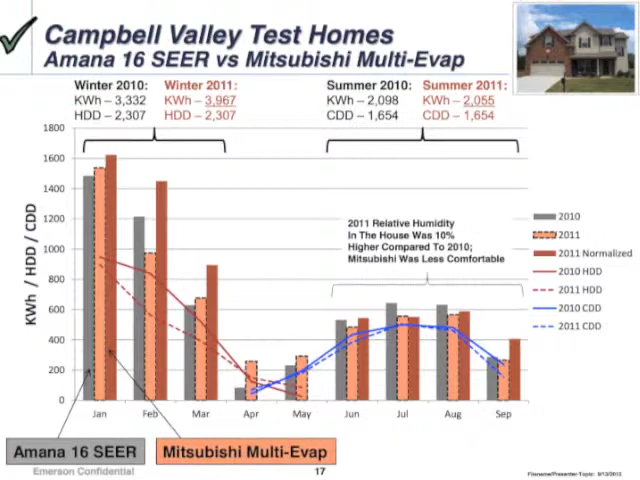 Campbell Valley Test Homes
Amana 16 SEER vs Mitsubishi Multi-Evap
Winter 2010: Winter 2011: Summer 2010: Summer 2011:
KWh – 3,332 KWh – 3,967 KWh – 2,098 KWh – 2,055
HDD – 2,307 HDD – 2,307 CDD – 1,654 CDD – 1,654
1800
1600
1400
1200
1000
800
600
400
200
0
KWh / HDD / CDD
2011 Relative Humidity
In The House Was 10%
Higher Compared To 2010;
Mitsubishi Was Less Comfortable
2010
2011
2011 Normalized
2010 HDD
2011 HDD
2010 CDD
2011 CDD
Jan Feb Mar Apr May Jun Jul Aug Sep
Amana 16 SEER Mitsubishi Multi-Evap
Emerson Confidential 17